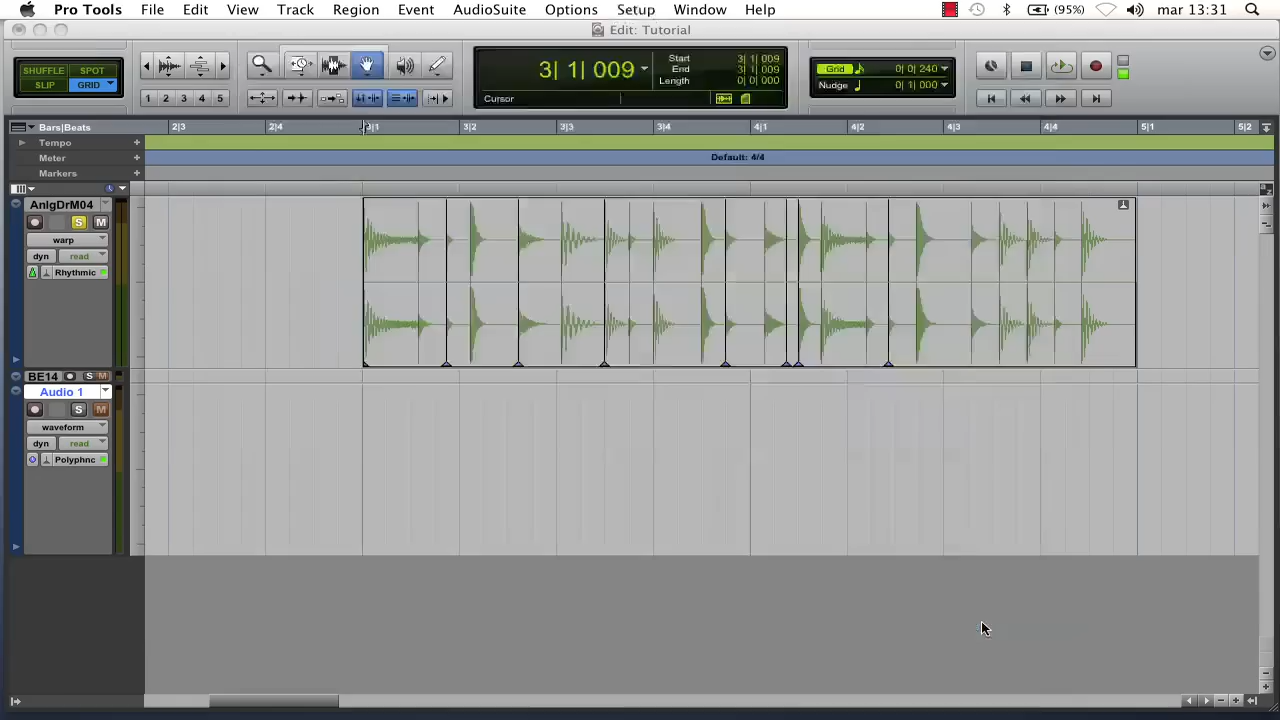 Pro Tools File Edit View Track Region Event AudioSuite Options Setup Window Help (95%) mar 13:31
Edit: Tutorial
SHUFFLE SPOT
SLIP GRID
1 2 3 4 5
3| 1| 009
Start 3| 1| 009
End 3| 1| 009
Length 0| 0| 000
Cursor
Grid 0| 0| 240
Nudge 0| 1| 000
Bars|Beats 2|3 2|4 3|1 3|2 3|3 3|4 4|1 4|2 4|3 4|4 5|1 5|2
Tempo
Meter Default: 4/4
Markers
AnlgDrM04
S M
warp
dyn read
Rhythmic
BE14 S M
Audio 1
S M
waveform
dyn read
Polyphnc